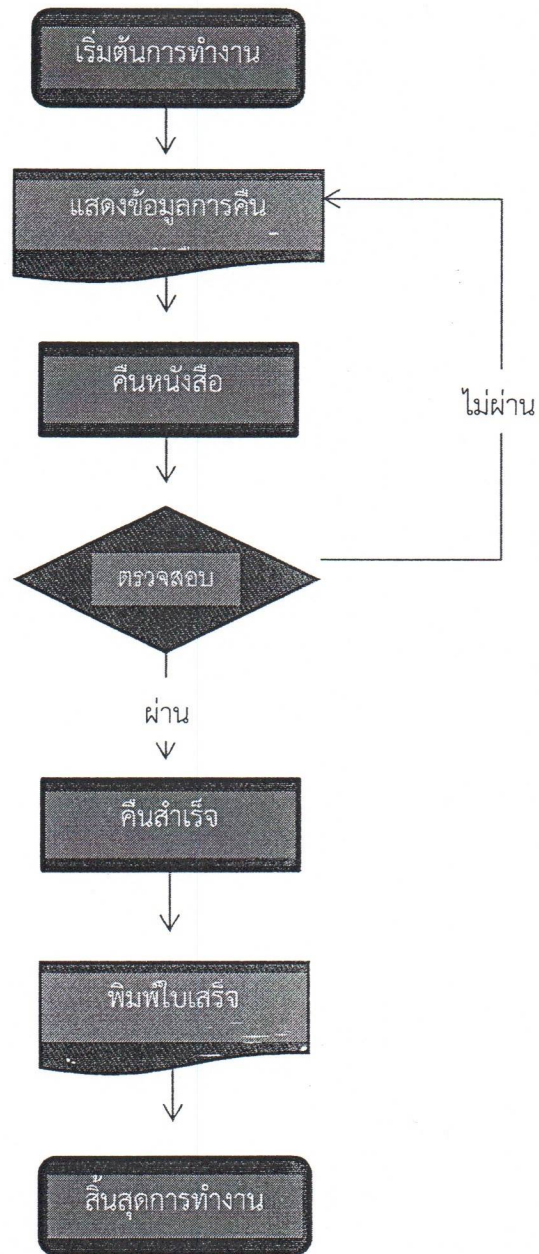 เริ่มต้นการทำงาน
แสดงข้อมูลการคืน
คืนหนังสือ
ไม่ผ่าน
ตรวจสอบ
ผ่าน
คืนสำเร็จ
พิมพ์ใบเสร็จ
สิ้นสุดการทำงาน